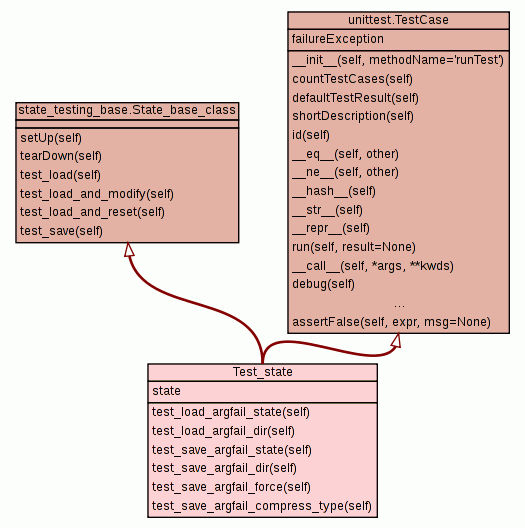 unittest.TestCase
failureException
__init__(self, methodName='runTest')
countTestCases(self)
defaultTestResult(self)
shortDescription(self)
id(self)
__eq__(self, other)
__ne__(self, other)
__hash__(self)
__str__(self)
__repr__(self)
run(self, result=None)
__call__(self, *args, **kwds)
debug(self)
...
assertFalse(self, expr, msg=None)
state_testing_base.State_base_class
setUp(self)
tearDown(self)
test_load(self)
test_load_and_modify(self)
test_load_and_reset(self)
test_save(self)
Test_state
state
test_load_argfail_state(self)
test_load_argfail_dir(self)
test_save_argfail_state(self)
test_save_argfail_dir(self)
test_save_argfail_force(self)
test_save_argfail_compress_type(self)